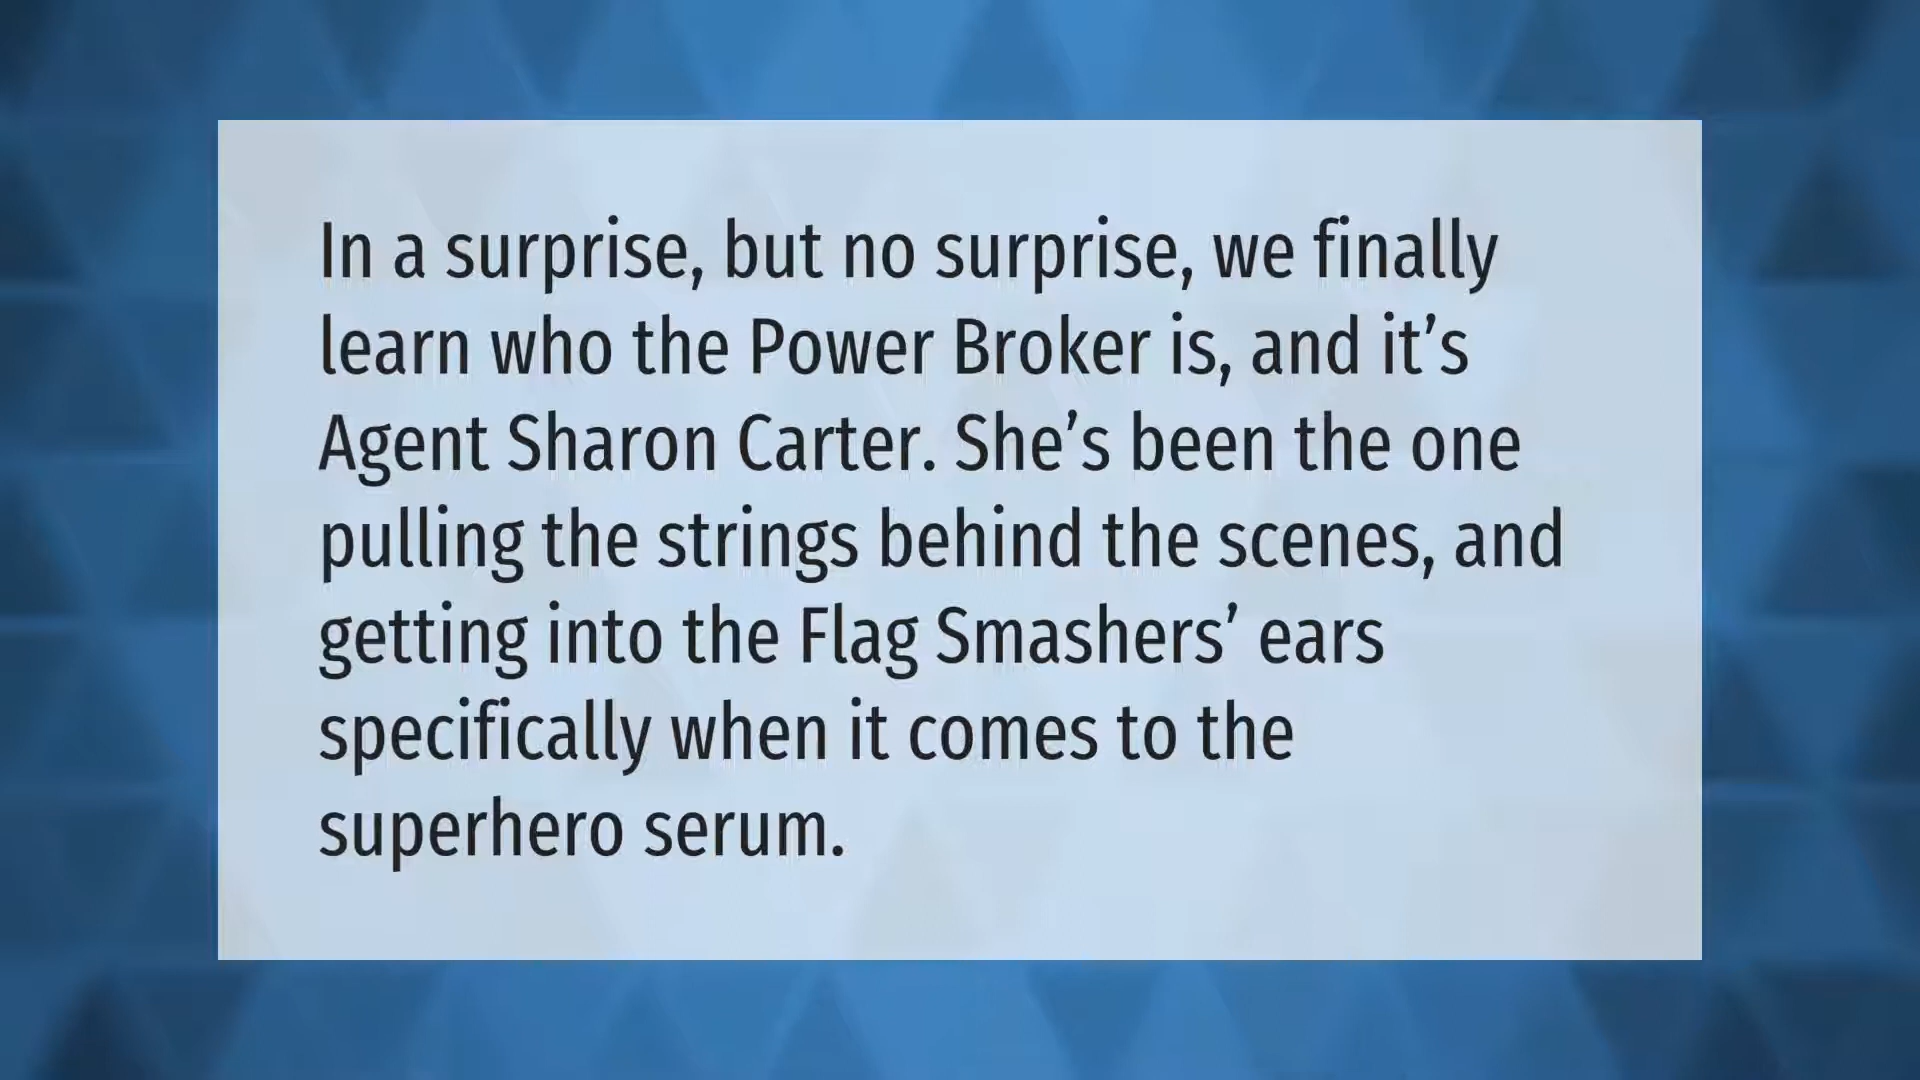 In a surprise, but no surprise, we finally
learn who the Power Broker is, and it’s
Agent Sharon Carter. She’s been the one
pulling the strings behind the scenes, and
getting into the Flag Smashers’ ears
specifically when it comes to the
superhero serum.